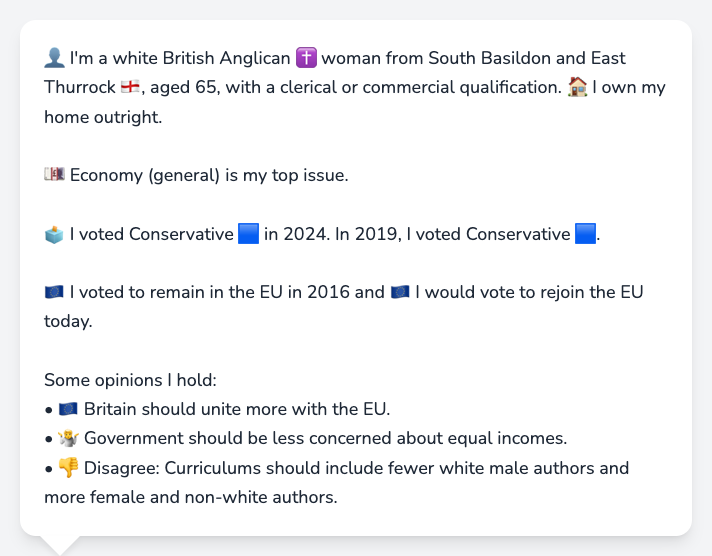 👤 I'm a white British Anglican ✝️ woman from South Basildon and East
Thurrock 🏴󠁧󠁢󠁥󠁮󠁧󠁿, aged 65, with a clerical or commercial qualification. 🏠 I own my
home outright.
💷 Economy (general) is my top issue.
🗳️ I voted Conservative 🟦 in 2024. In 2019, I voted Conservative 🟦.
🇪🇺 I voted to remain in the EU in 2016 and 🇪🇺 I would vote to rejoin the EU
today.
Some opinions I hold:
• 🇪🇺 Britain should unite more with the EU.
• 🤷 Government should be less concerned about equal incomes.
• 👎 Disagree: Curriculums should include fewer white male authors and
more female and non-white authors.